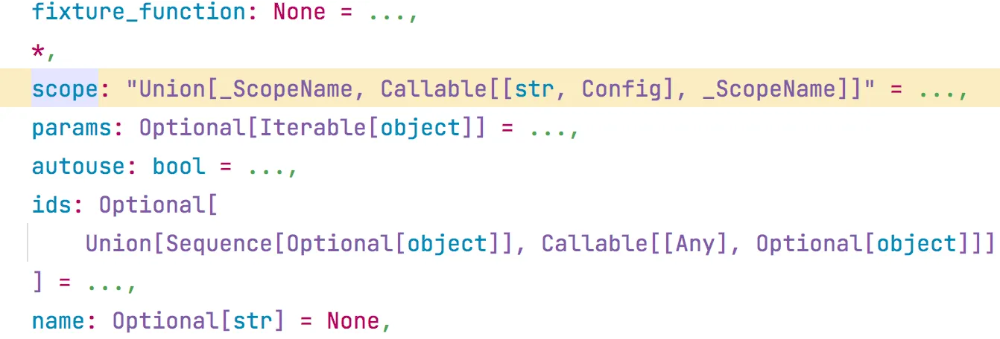 fixture_function: None = ...,
*,
scope: "Union[_ScopeName, Callable[[str, Config], _ScopeName]]" = ...,
params: Optional[Iterable[object]] = ...,
autouse: bool = ...,
ids: Optional[
Union[Sequence[Optional[object]], Callable[[Any], Optional[object]]]
] = ...,
name: Optional[str] = None,